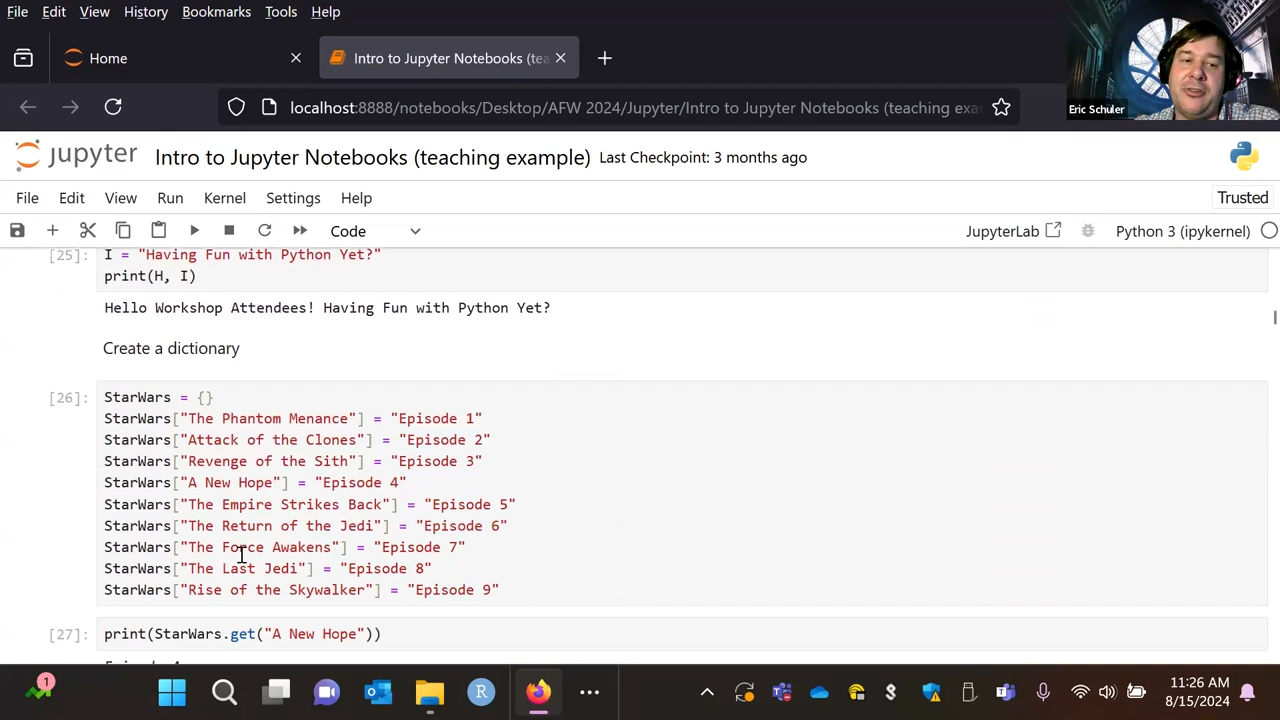 File Edit View History Bookmarks Tools Help
Home
Intro to Jupyter Notebooks (tea
localhost:8888/notebooks/Desktop/AFW 2024/Jupyter/Intro to Jupyter Notebooks (teaching exa
Eric Schuler
jupyter Intro to Jupyter Notebooks (teaching example) Last Checkpoint: 3 months ago
File Edit View Run Kernel Settings Help Trusted
Code JupyterLab Python 3 (ipykernel)
[25]: I = "Having Fun with Python Yet?"
print(H, I)
Hello Workshop Attendees! Having Fun with Python Yet?
Create a dictionary
[26]: StarWars = {}
StarWars["The Phantom Menance"] = "Episode 1"
StarWars["Attack of the Clones"] = "Episode 2"
StarWars["Revenge of the Sith"] = "Episode 3"
StarWars["A New Hope"] = "Episode 4"
StarWars["The Empire Strikes Back"] = "Episode 5"
StarWars["The Return of the Jedi"] = "Episode 6"
StarWars["The Force Awakens"] = "Episode 7"
StarWars["The Last Jedi"] = "Episode 8"
StarWars["Rise of the Skywalker"] = "Episode 9"
[27]: print(StarWars.get("A New Hope"))
1
R
11:26 AM
8/15/2024